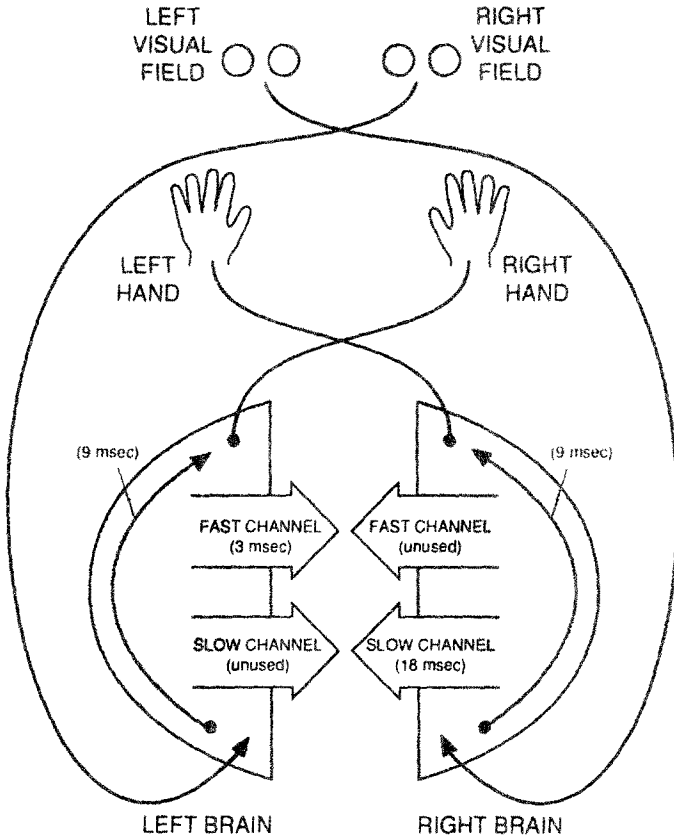 LEFT
VISUAL
FIELD
RIGHT
VISUAL
FIELD
LEFT
HAND
RIGHT
HAND
(9 msec)
(9 msec)
FAST CHANNEL
(3 msec)
FAST CHANNEL
(unused)
SLOW CHANNEL
(unused)
SLOW CHANNEL
(18 msec)
LEFT BRAIN
RIGHT BRAIN